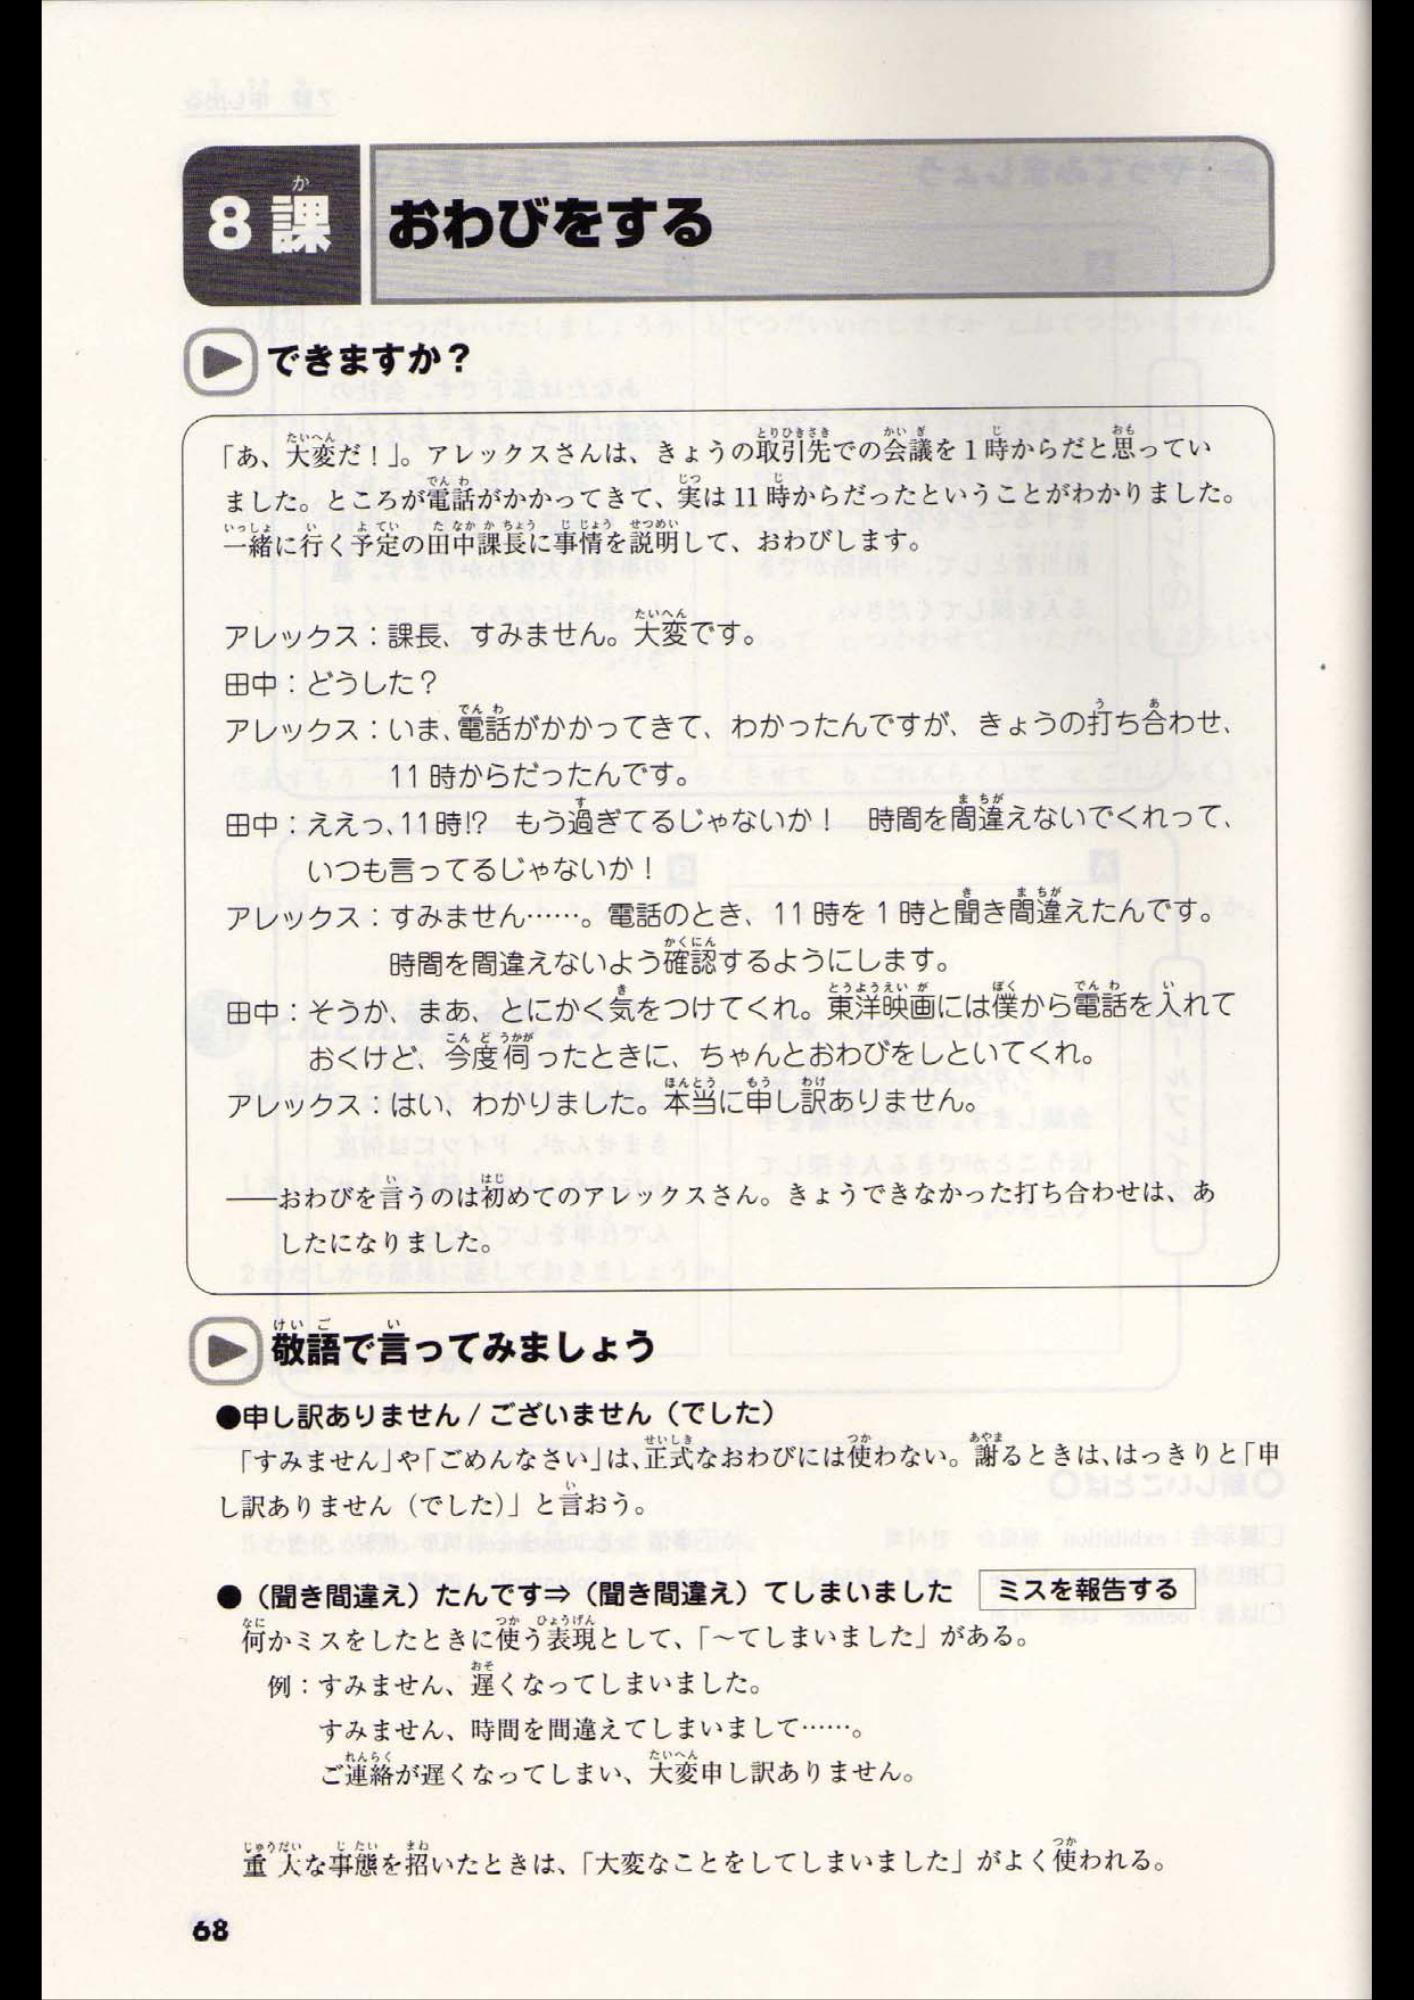 8課
おわびをする
できますか？
「あ、大変だ！」。アレックスさんは、きょうの取引先での会議を1時からだと思ってい
ました。ところが電話がかかってきて、実は11時からだったということがわかりました。
一緒に行く予定の田中課長に事情を説明して、おわびします。
アレックス：課長、すみません。大変です。
田中：どうした？
アレックス：いま、電話がかかってきて、わかったんですが、きょうの打ち合わせ、
11時からだったんです。
田中：ええっ、11時!?　もう過ぎてるじゃないか！　時間を間違えないでくれって、
いつも言ってるじゃないか！
アレックス：すみません……。電話のとき、11時を1時と聞き間違えたんです。
時間を間違えないよう確認するようにします。
田中：そうか、まあ、とにかく気をつけてくれ。東洋映画には僕から電話を入れて
おくけど、今度伺ったときに、ちゃんとおわびをしといてくれ。
アレックス：はい、わかりました。本当に申し訳ありません。
――おわびを言うのは初めてのアレックスさん。きょうできなかった打ち合わせは、あ
したになりました。
敬語で言ってみましょう
●申し訳ありません / ございません（でした）
「すみません」や「ごめんなさい」は、正式なおわびには使わない。謝るときは、はっきりと「申
し訳ありません（でした）」と言おう。
●（聞き間違え）たんです⇒（聞き間違え）てしまいました　ミスを報告する
何かミスをしたときに使う表現として、「～てしまいました」がある。
例：すみません、遅くなってしまいました。
すみません、時間を間違えてしまいまして……。
ご連絡が遅くなってしまい、大変申し訳ありません。
重大な事態を招いたときは、「大変なことをしてしまいました」がよく使われる。
68